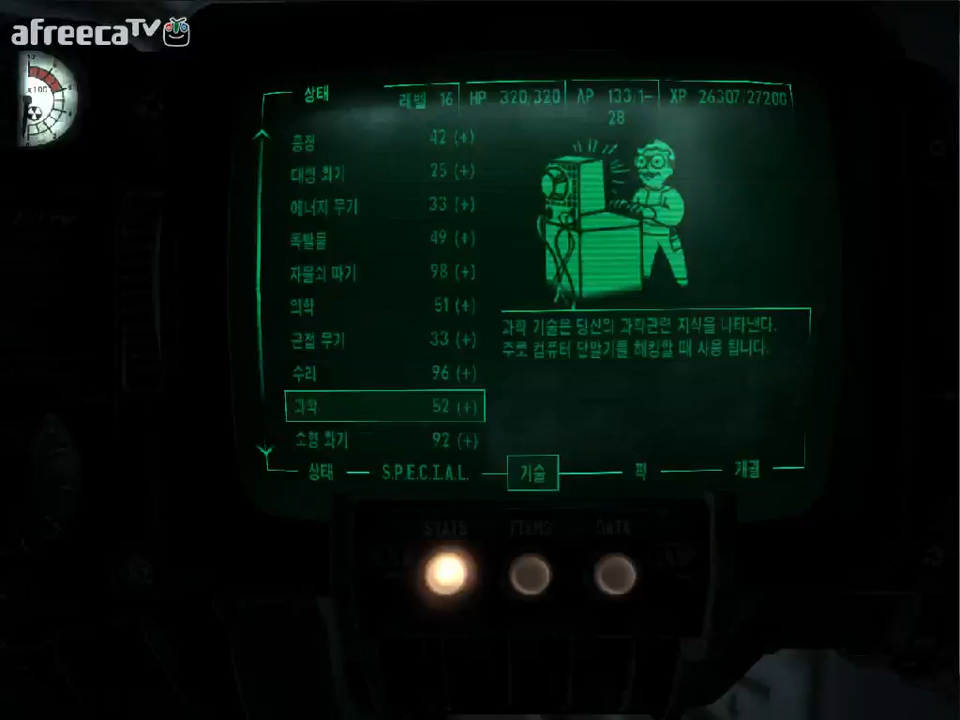 afreecaTV
x100
상태 레벨 16 HP 320/320 AP 133/1-
28
XP 26307/27200
흥정 42 (+)
대형 화기 25 (+)
에너지 무기 33 (+)
폭발물 49 (+)
자물쇠 따기 98 (+)
의학 51 (+)
근접 무기 33 (+)
수리 96 (+)
과학 52 (+)
소형 화기 92 (+)
과학 기술은 당신의 과학관련 지식을 나타낸다.
주로 컴퓨터 단말기를 해킹할 때 사용 됩니다.
상태 S.P.E.C.I.A.L. 기술 픽 개괄
STATS ITEMS DATA